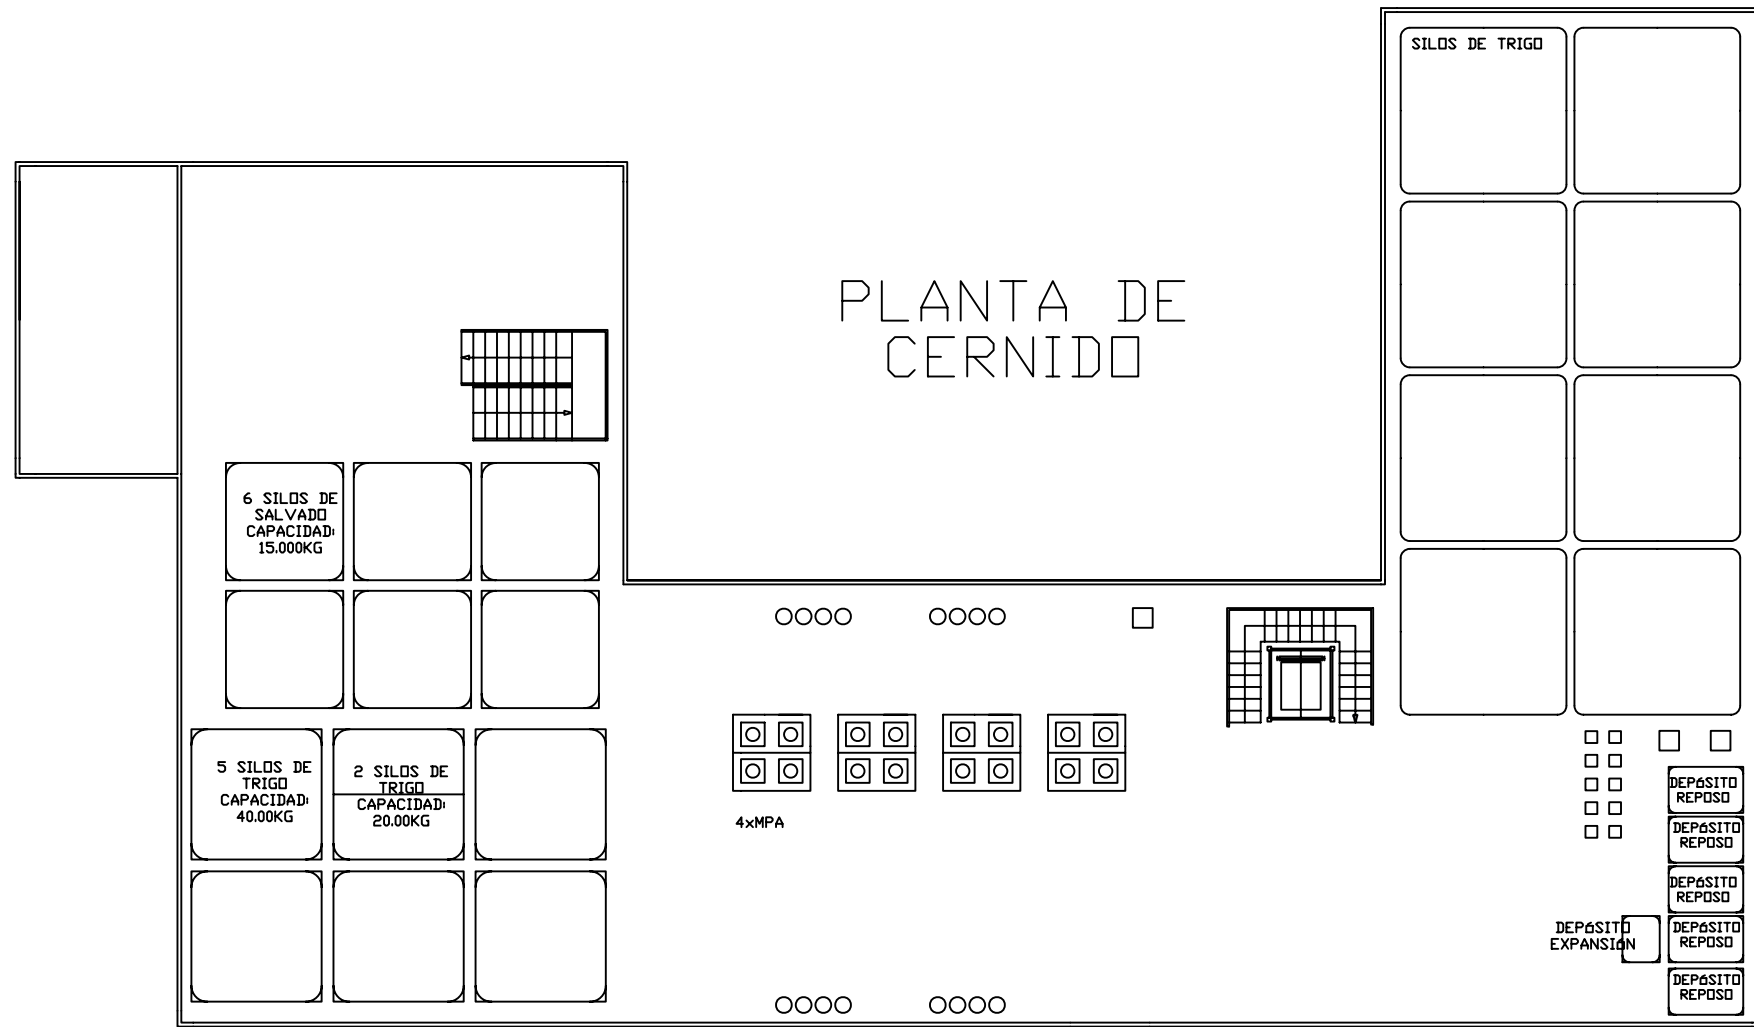 SILOS DE TRIGO
PLANTA DE
CERNIDO
6 SILOS DE
SALVADO
CAPACIDAD:
15.000KG
5 SILOS DE
TRIGO
CAPACIDAD:
40.00KG
2 SILOS DE
TRIGO
CAPACIDAD:
20.00KG
4xMPA
DEPóSITO
REPOSO
DEPóSITO
REPOSO
DEPóSITO
REPOSO
DEPóSITO
EXPANSIóN
DEPóSITO
REPOSO
DEPóSITO
REPOSO